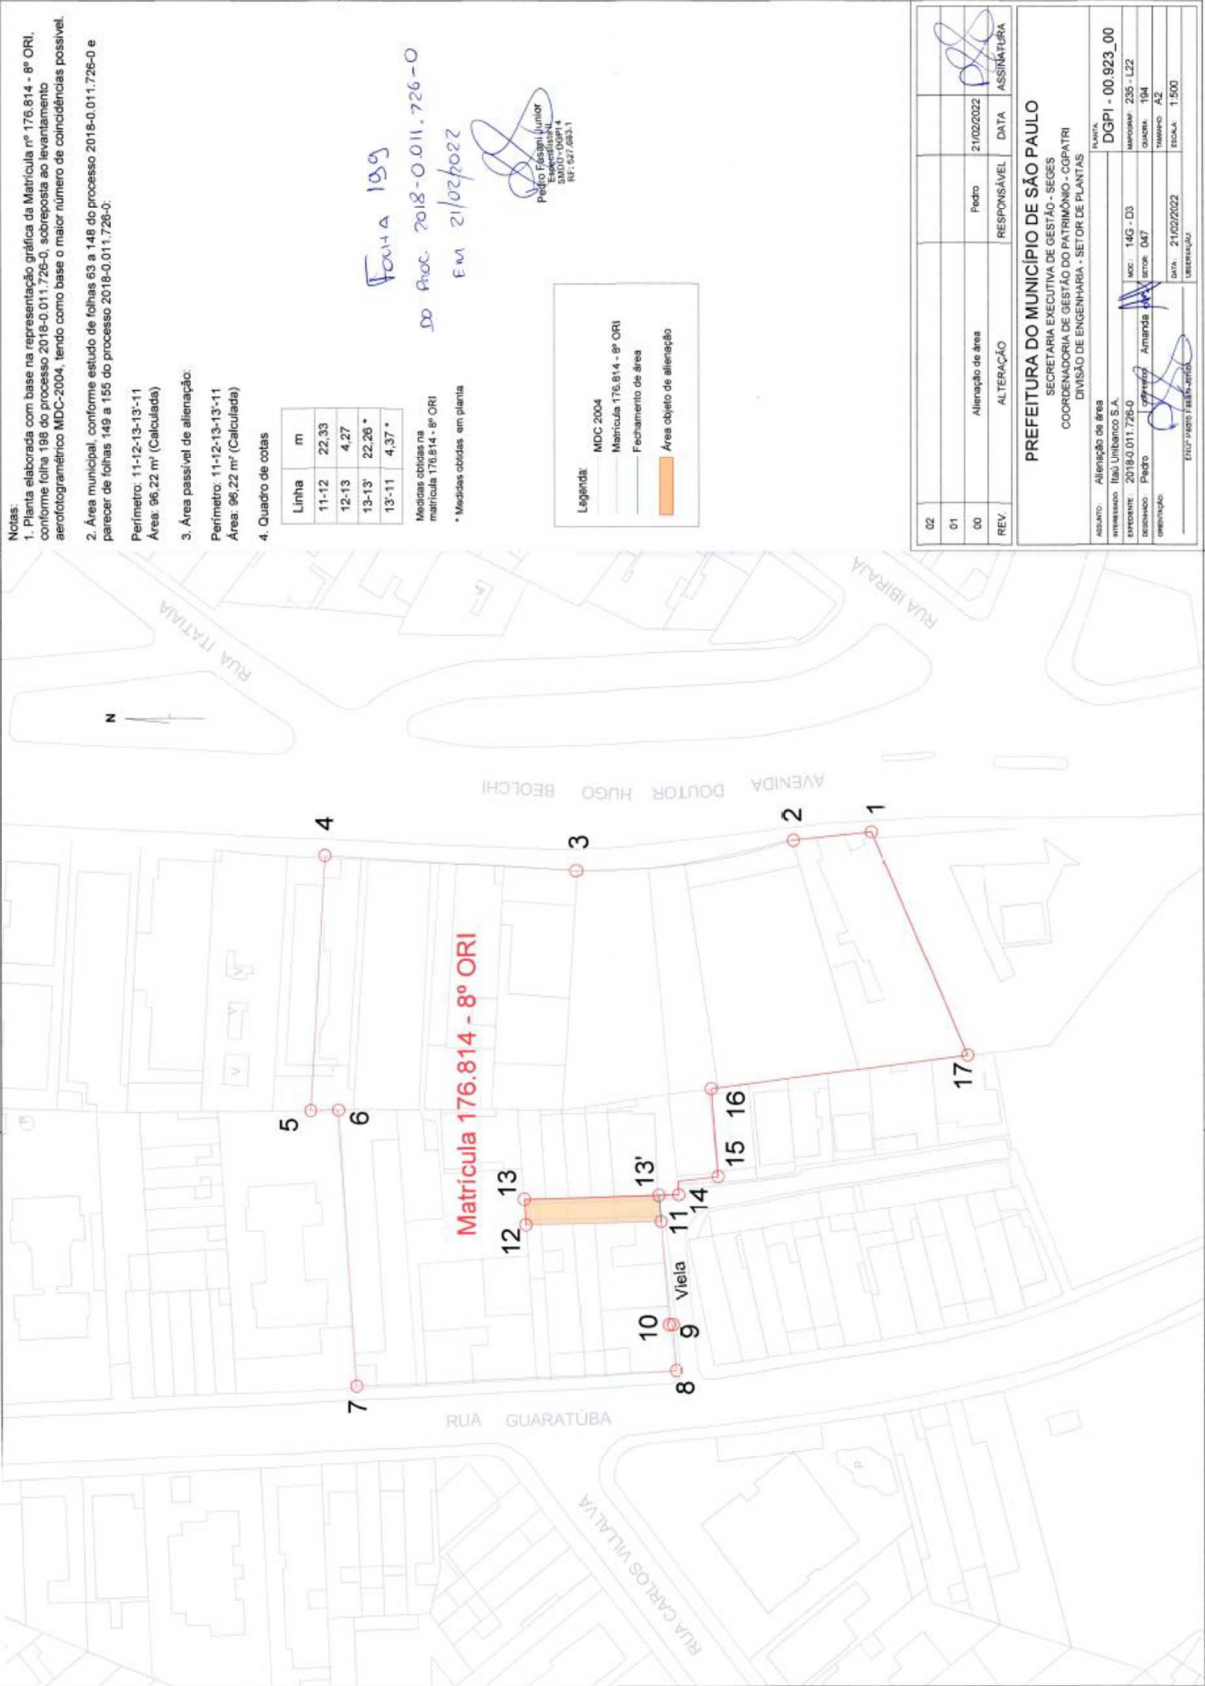 Notas:
1. Planta elaborada com base na representação gráfica da Matrícula nº 176.814 - 8º ORI,
conforme folha 198 do processo 2018-0.011.726-0, sobreposta ao levantamento
aerofotogramétrico MDC-2004, tendo como base o maior número de coincidências possível.
2. Área municipal, conforme estudo de folhas 63 a 148 do processo 2018-0.011.726-0 e
parecer de folhas 149 a 155 do processo 2018-0.011.726-0:
Perímetro: 11-12-13-13'-11
Área: 96,22 m² (Calculada)
3. Área passível de alienação:
Perímetro: 11-12-13-13'-11
Área: 96,22 m² (Calculada)
4. Quadro de cotas
Linha m
11-12 22,33
12-13 4,27
13-13' 22,26 *
13'-11 4,37 *
Medidas obtidas na
matrícula 176.814 - 8º ORI
* Medidas obtidas em planta
Folha 199
DO PROC. 2018-0.011.726-0
EM 21/02/2022
Pedro Fasani Junior
SMDU - DGPI 4
RF: 627.083.1
Legenda:
MDC 2004
Matrícula 176.814 - 8º ORI
Fechamento de área
Área objeto de alienação
02
01
00 Alienação de área Pedro 21/02/2022
REV. ALTERAÇÃO RESPONSÁVEL DATA ASSINATURA
PREFEITURA DO MUNICÍPIO DE SÃO PAULO
SECRETARIA EXECUTIVA DE GESTÃO - SEGES
COORDENADORIA DE GESTÃO DO PATRIMÔNIO - CGPATRI
DIVISÃO DE ENGENHARIA - SETOR DE PLANTAS
ASSUNTO: Alienação de área
INTERESSADO: Itaú Unibanco S.A.
EXPEDIENTE: 2018-0.011.726-0
DESENHADO: Pedro
Amanda
ORIENTAÇÃO:
MOC: 14G - D3
SETOR: 047
DATA: 21/02/2022
OBSERVAÇÃO:
PLANTA:
DGPI - 00.923_00
MAPOGRAF: 235 - L22
QUADRA: 194
TAMANHO: A2
ESCALA: 1:500
N
RUA ITATIAIA
RUA IBIRAJÁ
AVENIDA DOUTOR HUGO BEOLCHI
Matrícula 176.814 - 8º ORI
1
2
3
4
5
6
7
8
9
10
11
12
13
13'
14
15
16
17
Viela
RUA GUARATUBA
RUA CARLOS VILLALVA
V
V
V
P
P